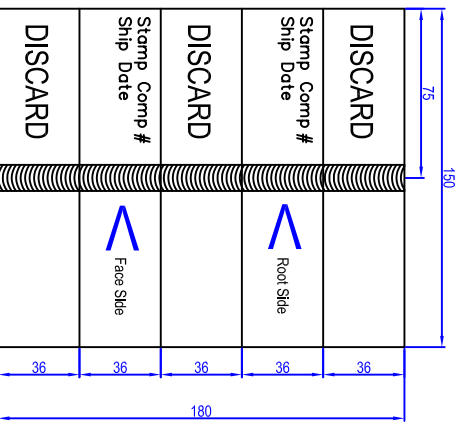 DISCARD
Stamp Comp #
Ship Date
DISCARD
Stamp Comp #
Ship Date
DISCARD
75
150
Face Side
Root Side
36
36
36
36
36
180